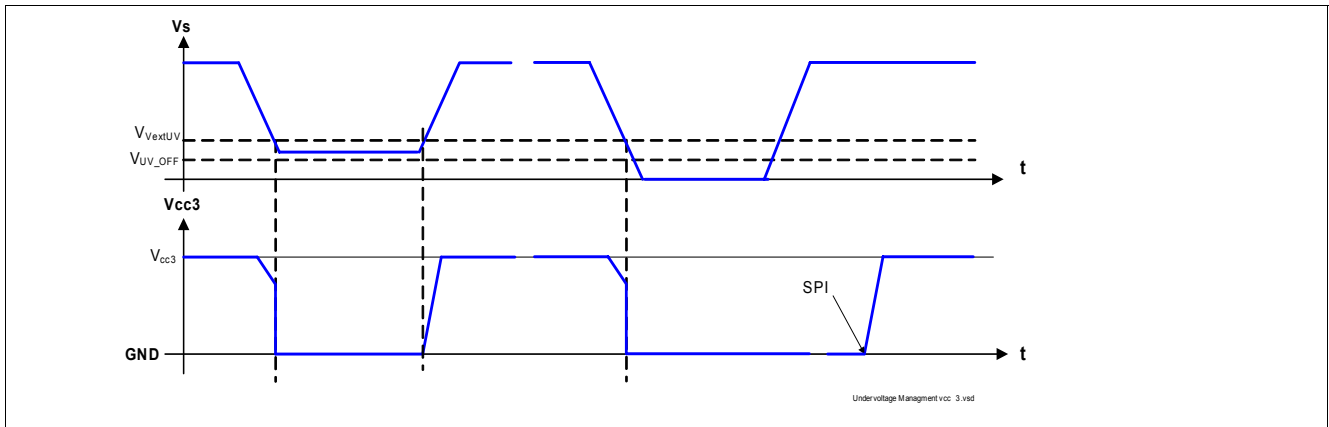 Vs
VVextUV
VUV_OFF
t
Vcc3
Vcc3
SPI
GND
t
Undervoltage Managment vcc 3.vsd